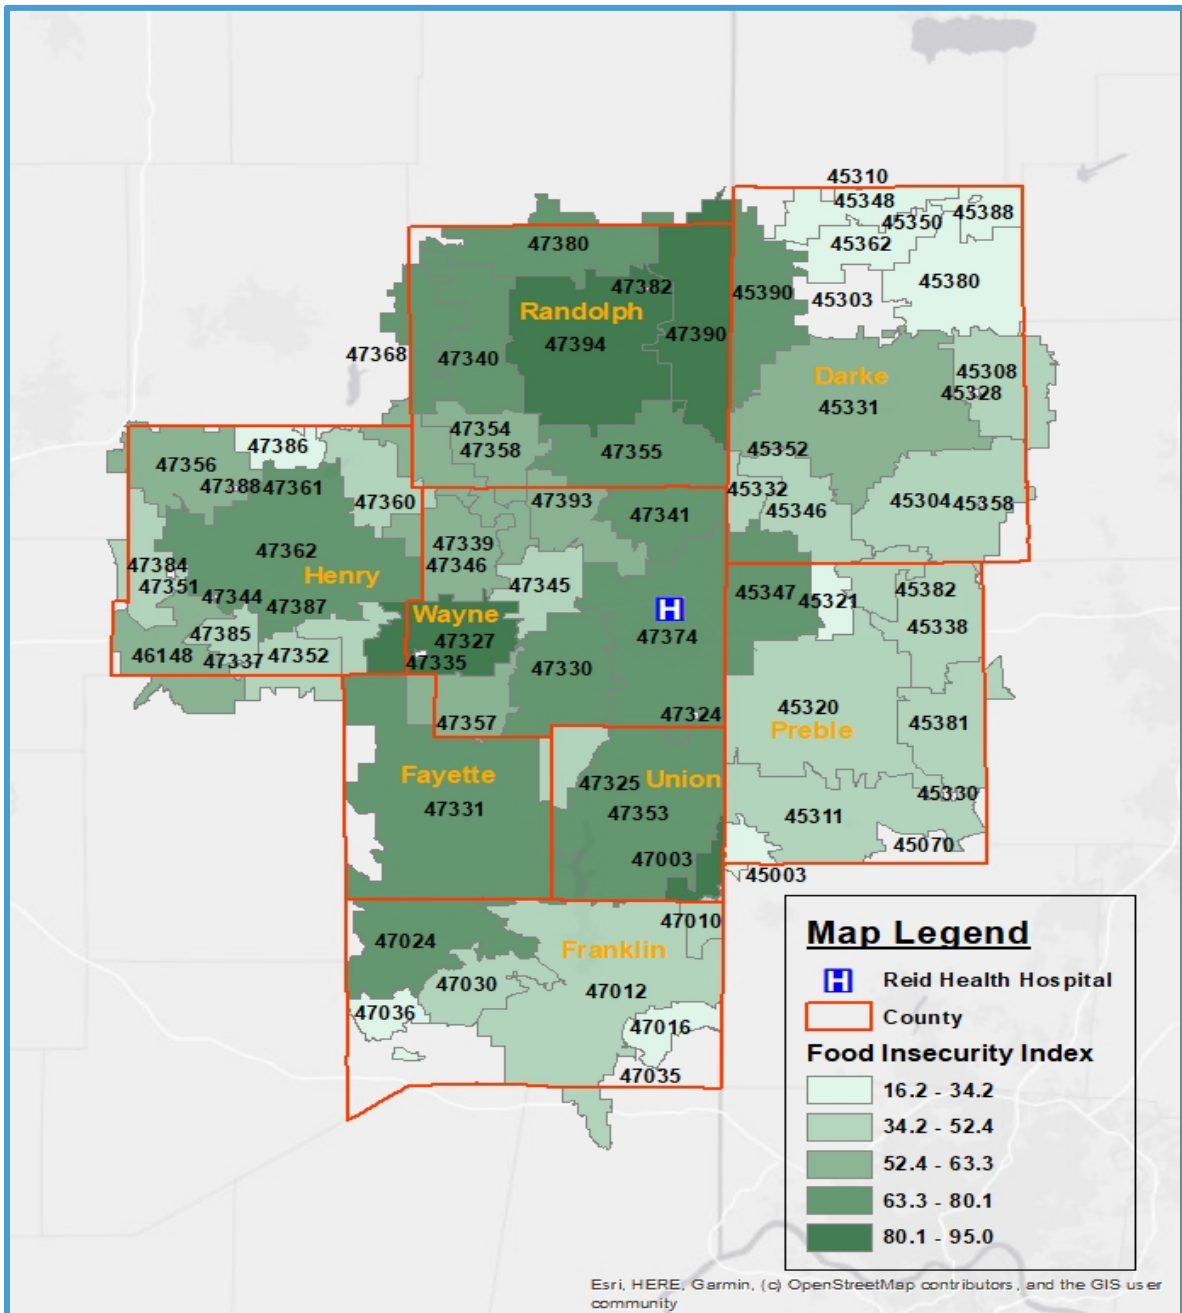 45310
45348
45350 45388
47380
45362
47382 45390 45380
Randolph 45303
47390
47394
47368 47340
45308
Darke
45328
45331
47354
47386 47358 47355 45352
47356
47388 47361 47360 45332 45304 45358
47393 45346
47341
47339
47362
47384 Henry 47346
47351 47345 45347 45321 45382
47344 47387 Wayne H
47385 47327 47374 45338
46148 47337 47352 47335 47330
45320
47357 47324 Preble 45381
Fayette 47325 Union
47331 47353 45311 45330
47003 45070
45003
47010
47024 Franklin
47030 47012
47036 47016
47035
Map Legend
H Reid Health Hospital
County
Food Insecurity Index
16.2 - 34.2
34.2 - 52.4
52.4 - 63.3
63.3 - 80.1
80.1 - 95.0
Esri, HERE, Garmin, (c) OpenStreetMap contributors, and the GIS user
community